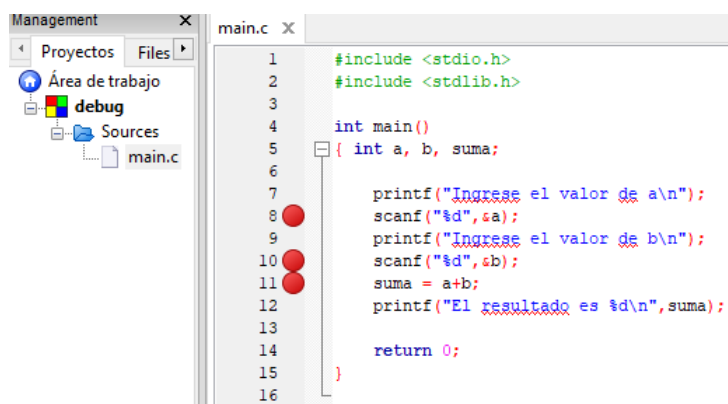 Management X
main.c X
Proyectos Files
Área de trabajo
debug
Sources
main.c
1 #include <stdio.h>
2 #include <stdlib.h>
3
4 int main()
5 { int a, b, suma;
6
7 printf("Ingrese el valor de a\n");
8 scanf("%d",&a);
9 printf("Ingrese el valor de b\n");
10 scanf("%d",&b);
11 suma = a+b;
12 printf("El resultado es %d\n",suma);
13
14 return 0;
15 }
16